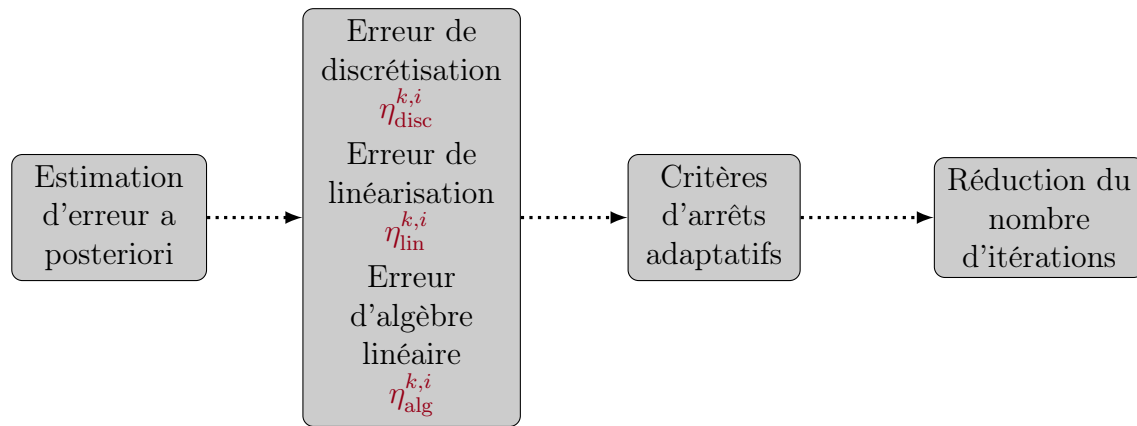 Estimation
d'erreur a
posteriori
Erreur de
discrétisation
η_disc^{k,i}
Erreur de
linéarisation
η_lin^{k,i}
Erreur
d'algèbre
linéaire
η_alg^{k,i}
Critères
d'arrêts
adaptatifs
Réduction du
nombre
d'itérations